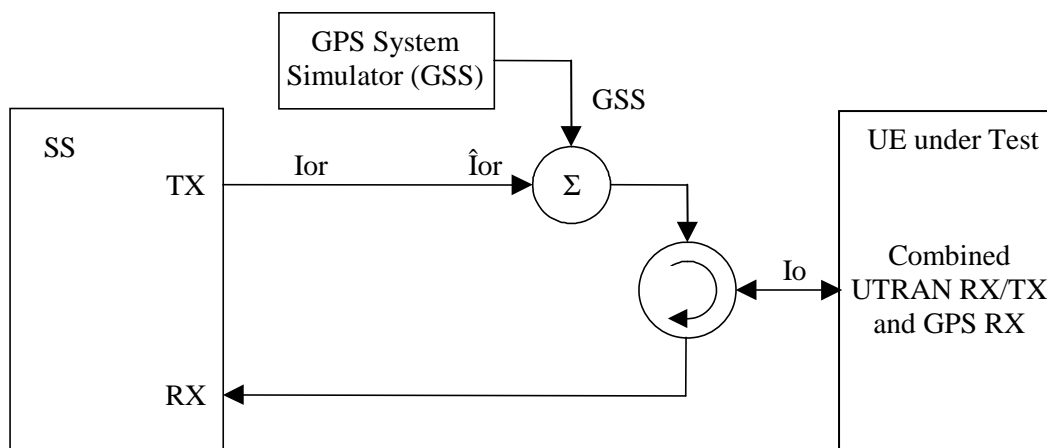 GPS System
Simulator (GSS)
GSS
SS
UE under Test
TX
Ior
Îor
Σ
Io
Combined
UTRAN RX/TX
and GPS RX
RX